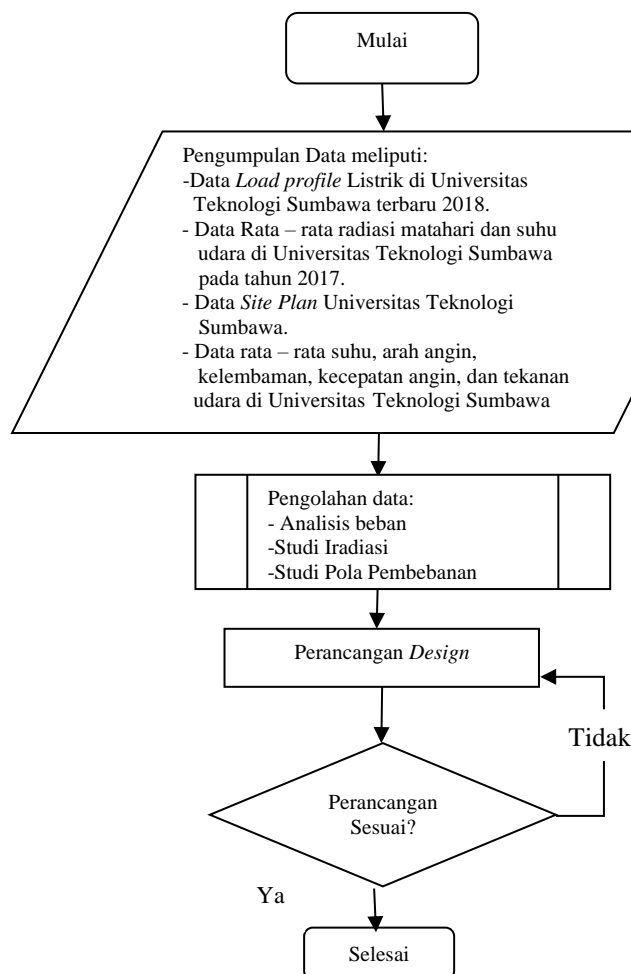 Mulai
Pengumpulan Data meliputi:
-Data Load profile Listrik di Universitas
Teknologi Sumbawa terbaru 2018.
- Data Rata – rata radiasi matahari dan suhu
udara di Universitas Teknologi Sumbawa
pada tahun 2017.
- Data Site Plan Universitas Teknologi
Sumbawa.
- Data rata – rata suhu, arah angin,
kelembaman, kecepatan angin, dan tekanan
udara di Universitas Teknologi Sumbawa
Pengolahan data:
- Analisis beban
-Studi Iradiasi
-Studi Pola Pembebanan
Perancangan Design
Tidak
Perancangan
Sesuai?
Ya
Selesai